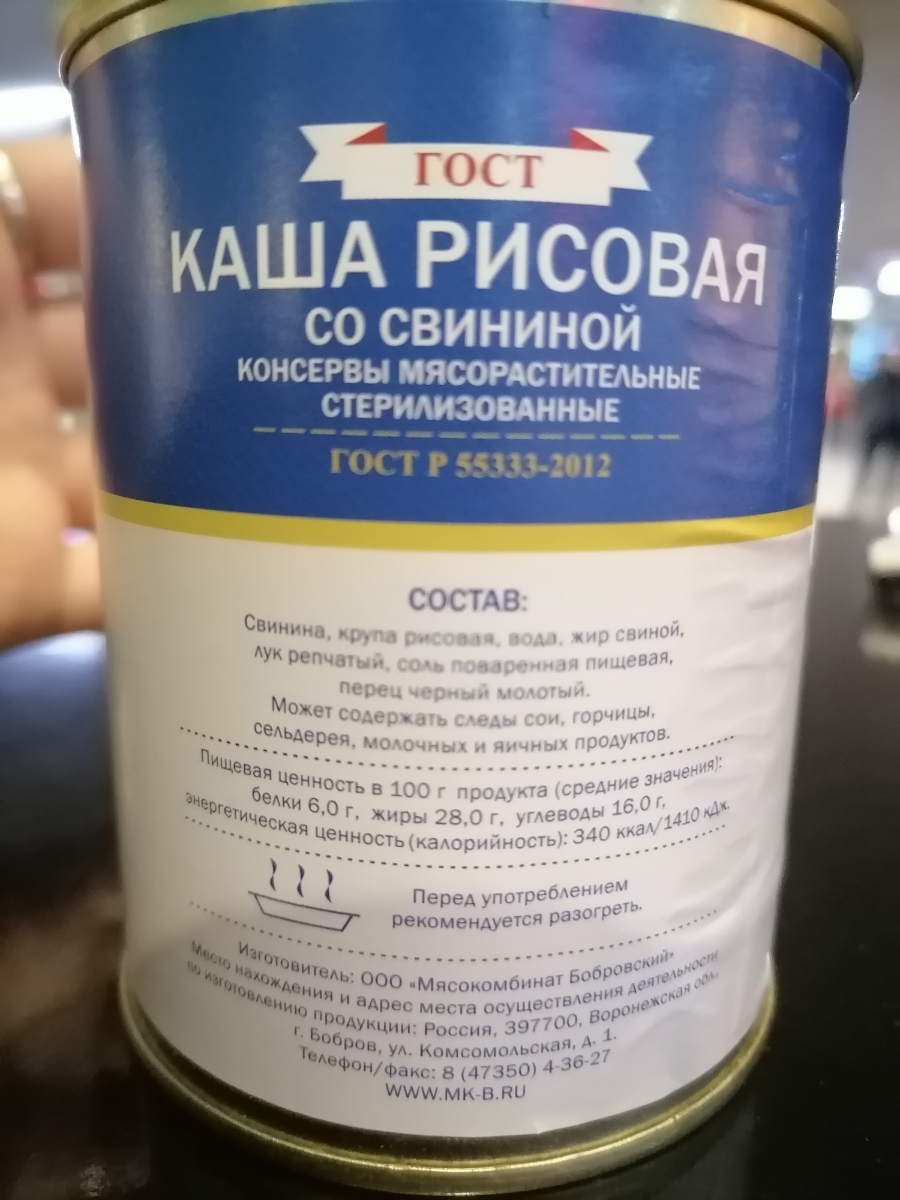 ГОСТ
КАША РИСОВАЯ
СО СВИНИНОЙ
КОНСЕРВЫ МЯСОРАСТИТЕЛЬНЫЕ
СТЕРИЛИЗОВАННЫЕ
ГОСТ Р 55333-2012
СОСТАВ:
Свинина, крупа рисовая, вода, жир свиной,
лук репчатый, соль поваренная пищевая,
перец черный молотый.
Может содержать следы сои, горчицы,
сельдерея, молочных и яичных продуктов.
Пищевая ценность в 100 г продукта (средние значения):
белки 6,0 г, жиры 28,0 г, углеводы 16,0 г,
энергетическая ценность (калорийность): 340 ккал/1410 кДж.
Перед употреблением
рекомендуется разогреть.
Изготовитель: ООО «Мясокомбинат Бобровский»
Место нахождения и адрес места осуществления деятельности
по изготовлению продукции: Россия, 397700, Воронежская обл.,
г. Бобров, ул. Комсомольская, д. 1.
Телефон/факс: 8 (47350) 4-36-27
WWW.MK-B.RU